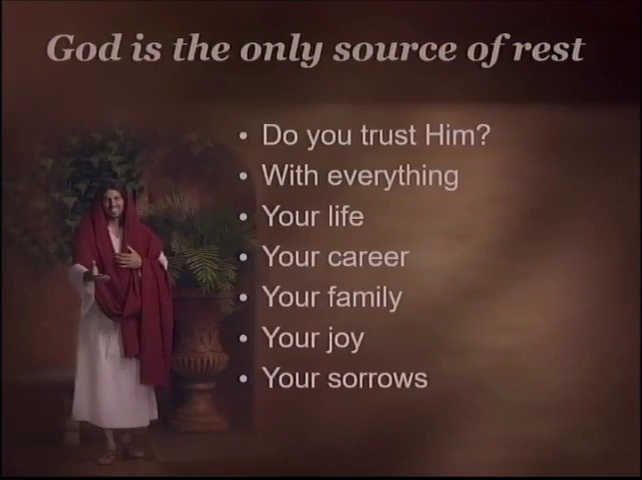 God is the only source of rest
• Do you trust Him?
• With everything
• Your life
• Your career
• Your family
• Your joy
• Your sorrows